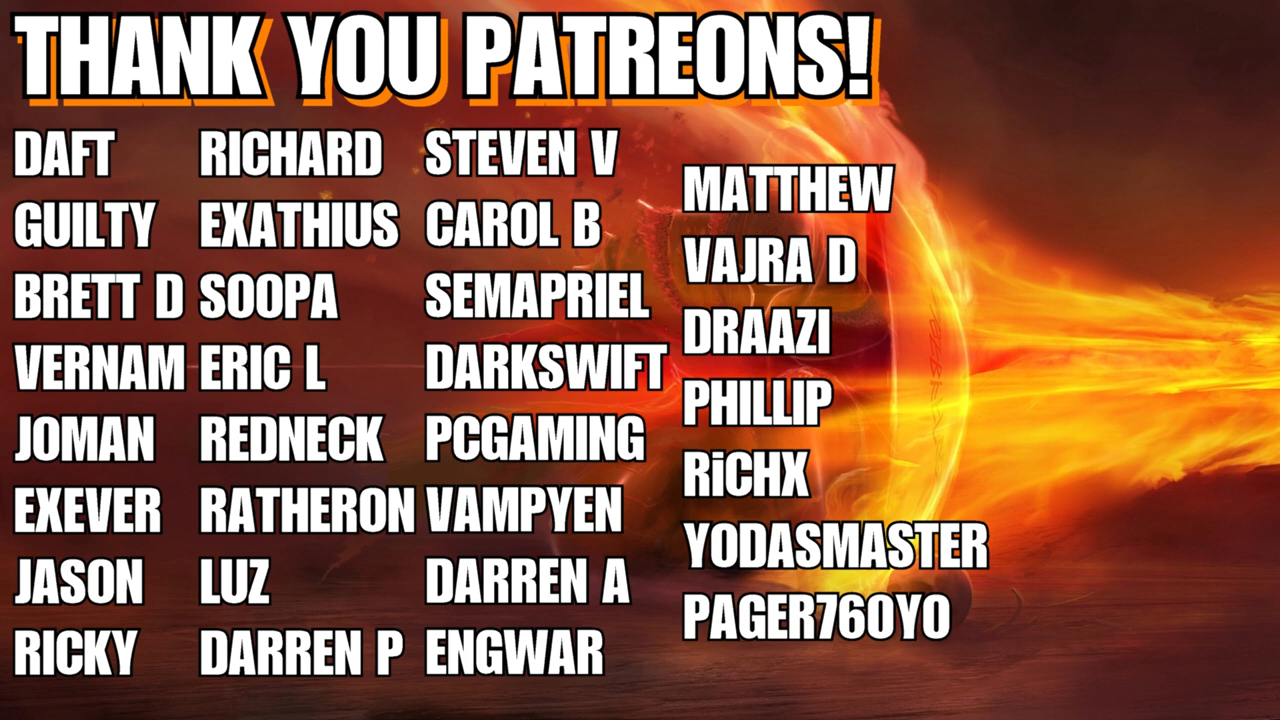 THANK YOU PATREONS!
DAFT
GUILTY
BRETT D
VERNAM
JOMAN
EXEVER
JASON
RICKY
RICHARD
EXATHIUS
SOOPA
ERIC L
REDNECK
RATHERON
LUZ
DARREN P
STEVEN V
CAROL B
SEMAPRIEL
DARKSWIFT
PCGAMING
VAMPYEN
DARREN A
ENGWAR
MATTHEW
VAJRA D
DRAAZI
PHILLIP
RiCHX
YODASMASTER
PAGER760YO